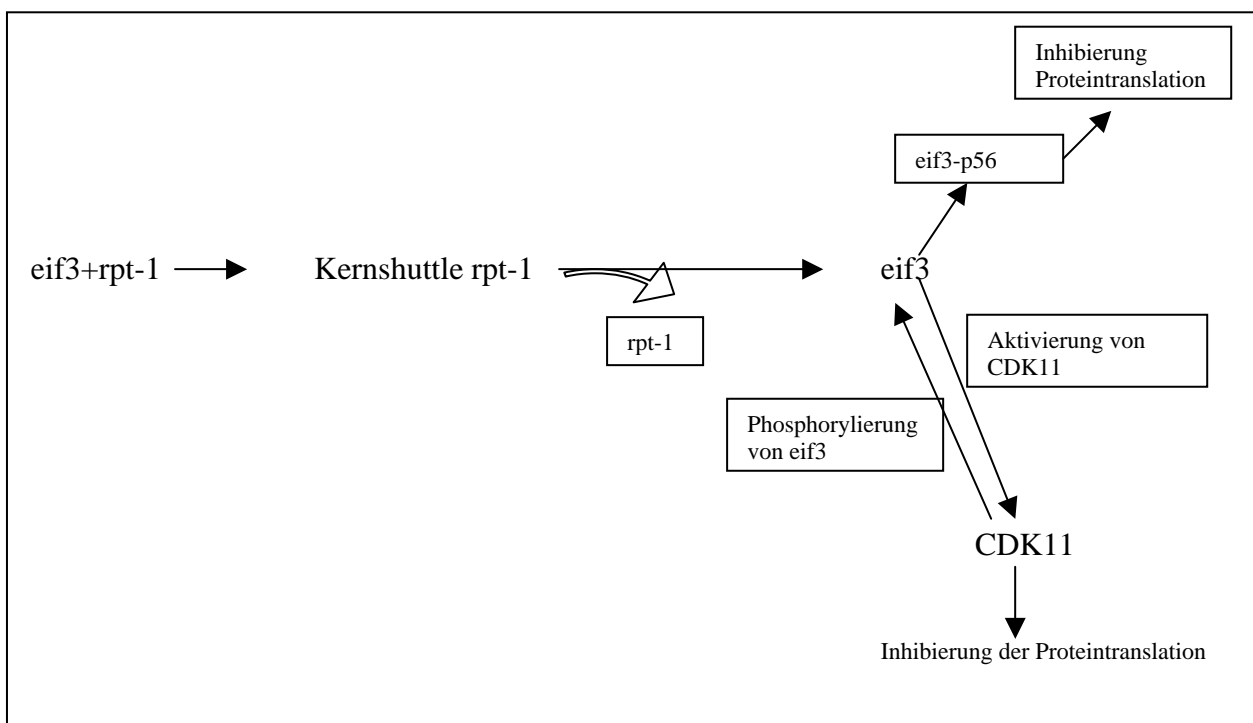 Inhibierung
Proteintranslation
eif3-p56
eif3+rpt-1
Kernshuttle rpt-1
eif3
rpt-1
Aktivierung von
CDK11
Phosphorylierung
von eif3
CDK11
Inhibierung der Proteintranslation